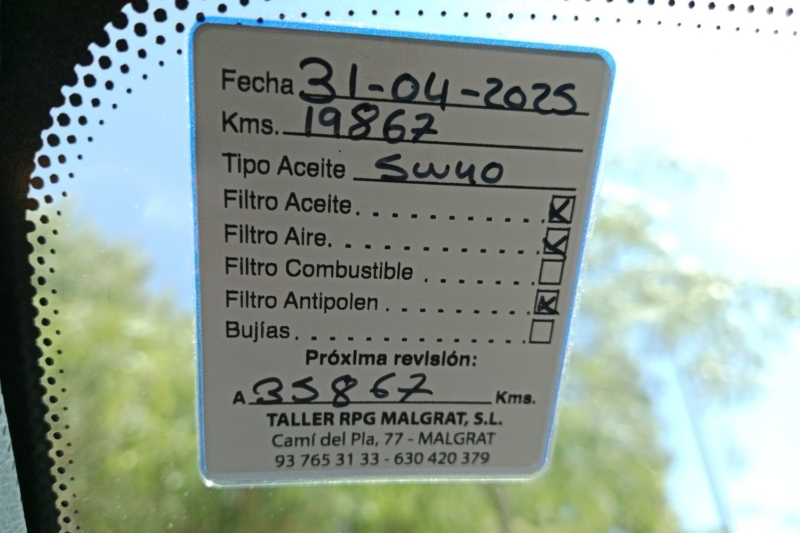 Fecha 31-04-2025
Kms. 19867
Tipo Aceite 5W40
Filtro Aceite
Filtro Aire
Filtro Combustible
Filtro Antipolen
Bujías
Próxima revisión:
A 35867 Kms.
TALLER RPG MALGRAT, S.L.
Camí del Pla, 77 - MALGRAT
93 765 31 33 - 630 420 379